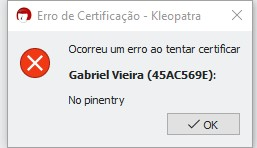 Erro de Certificação - Kleopatra
Ocorreu um erro ao tentar certificar
Gabriel Vieira (45AC569E):
No pinentry
OK